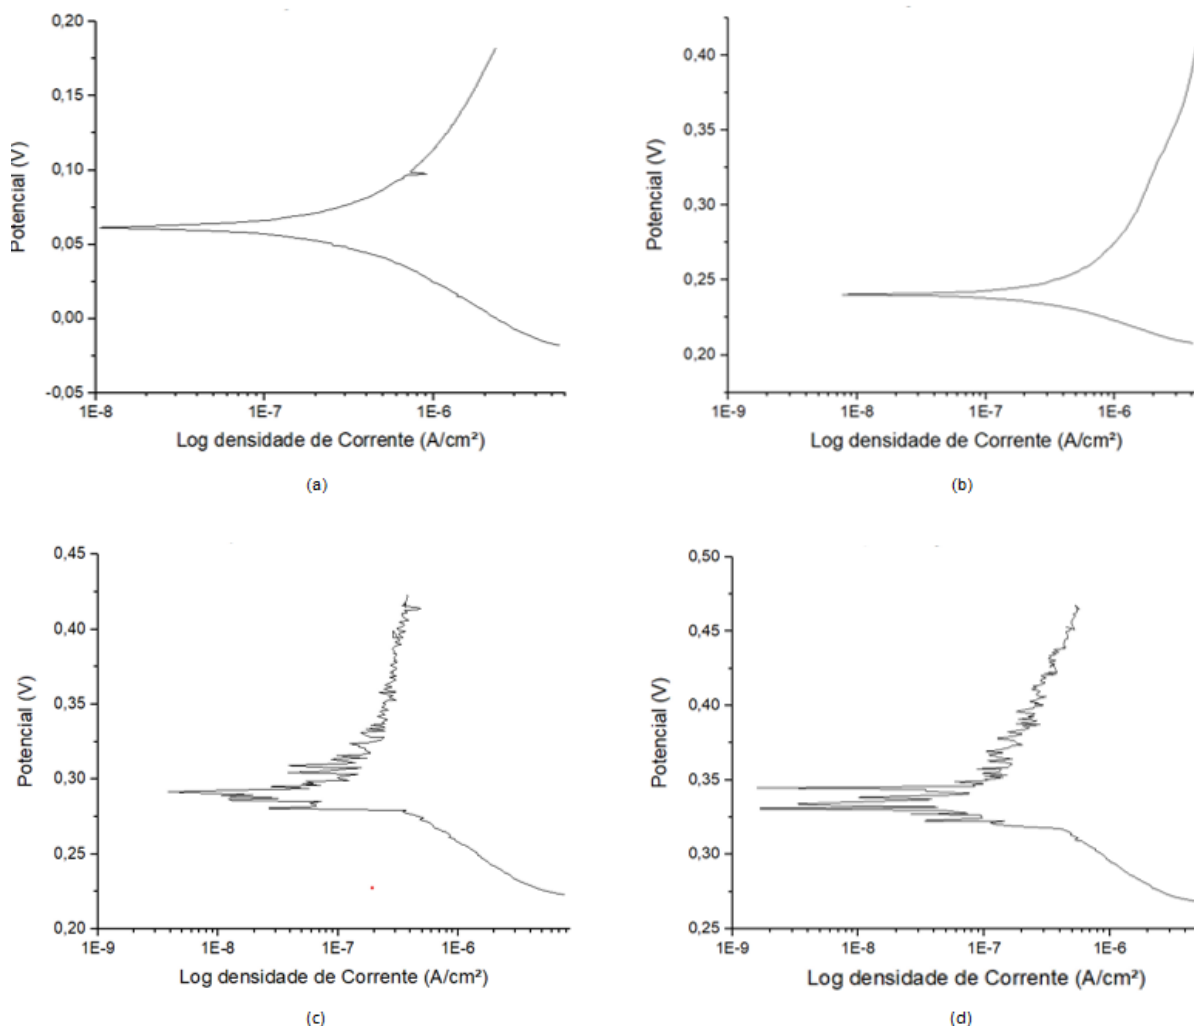 0,20
0,15
0,10
0,05
0,00
-0,05
Potencial (V)
1E-8
1E-7
1E-6
Log densidade de Corrente (A/cm²)
(a)
0,40
0,35
0,30
0,25
0,20
Potencial (V)
1E-9
1E-8
1E-7
1E-6
Log densidade de Corrente (A/cm²)
(b)
0,45
0,40
0,35
0,30
0,25
0,20
Potencial (V)
1E-9
1E-8
1E-7
1E-6
Log densidade de Corrente (A/cm²)
(c)
0,50
0,45
0,40
0,35
0,30
0,25
Potencial (V)
1E-9
1E-8
1E-7
1E-6
Log densidade de Corrente (A/cm²)
(d)